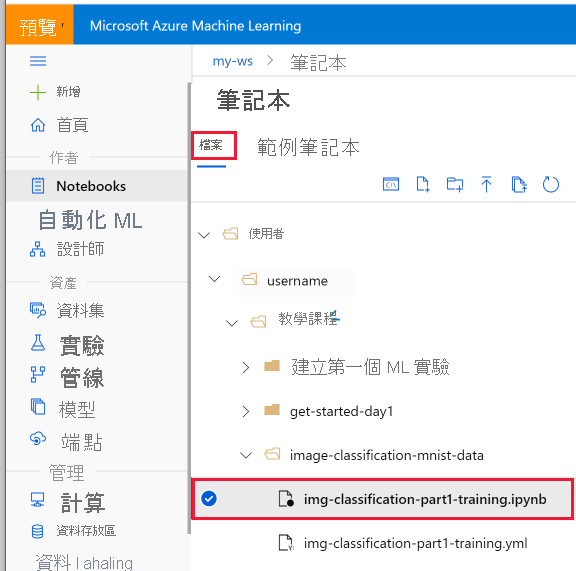 預覽
Microsoft Azure Machine Learning
my-ws > 筆記本
新增
首頁
作者
Notebooks
自動化 ML
設計師
資產
資料集
實驗
管線
模型
端點
管理
計算
資料存放區
資料 l ahaling
筆記本
檔案
範例筆記本
使用者
username
教學課程
建立第一個 ML 實驗
get-started-day1
image-classification-mnist-data
img-classification-part1-training.ipynb
img-classification-part1-training.yml